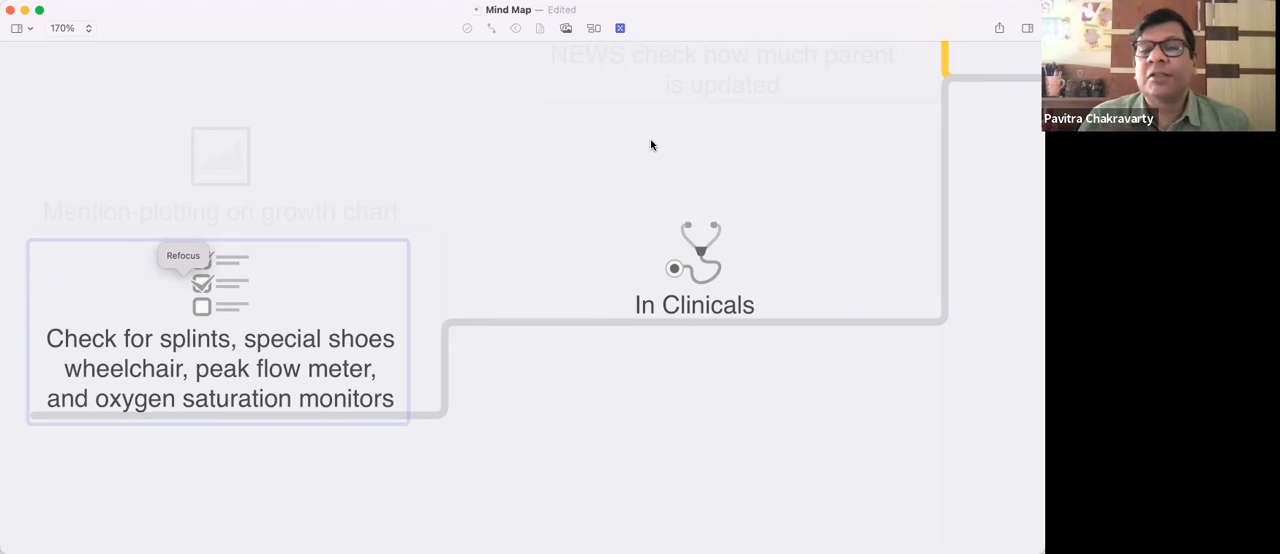 Mind Map — Edited
170%
NEWS check how much parent
is updated
Pavitra Chakravarty
Mention-plotting on growth chart
Refocus
In Clinicals
Check for splints, special shoes
wheelchair, peak flow meter,
and oxygen saturation monitors